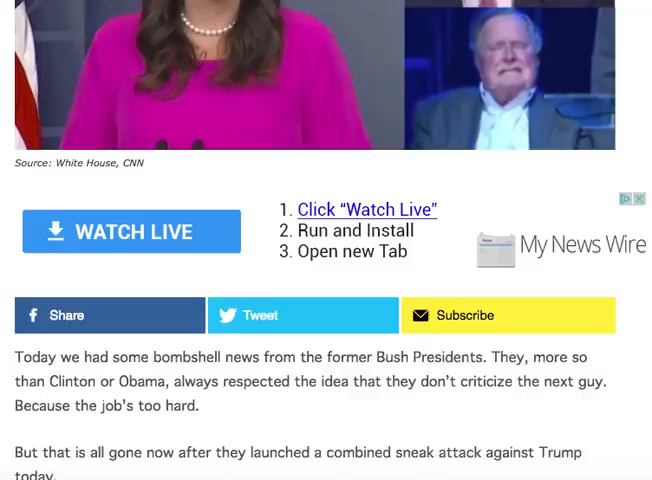 Source: White House, CNN
WATCH LIVE
1. Click “Watch Live”
2. Run and Install
3. Open new Tab
My News Wire
Share
Tweet
Subscribe
Today we had some bombshell news from the former Bush Presidents. They, more so
than Clinton or Obama, always respected the idea that they don’t criticize the next guy.
Because the job’s too hard.
But that is all gone now after they launched a combined sneak attack against Trump
today.